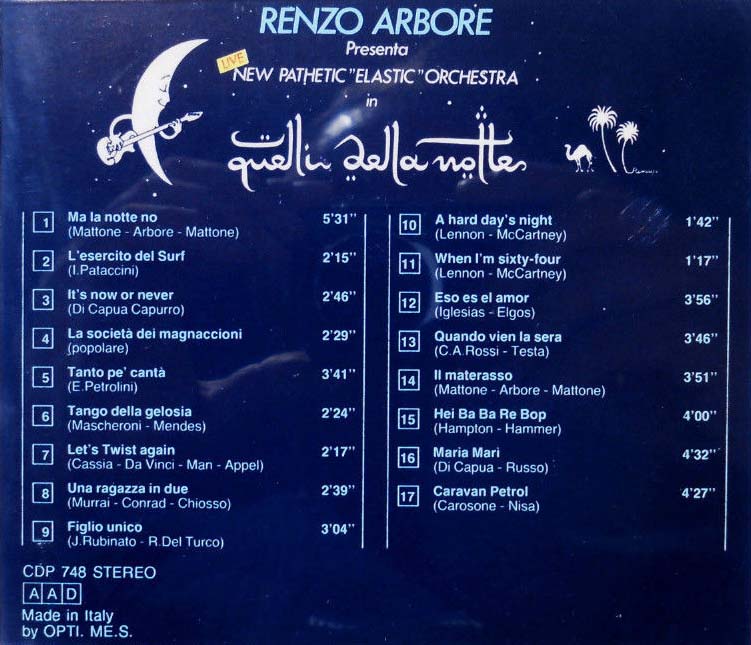 RENZO ARBORE
Presenta
LIVE
NEW PATHETIC "ELASTIC" ORCHESTRA
in
quelli della notte
1 Ma la notte no 5'31"
(Mattone - Arbore - Mattone)
2 L'esercito del Surf 2'15"
(I.Pataccini)
3 It's now or never 2'46"
(Di Capua Capurro)
4 La società dei magnaccioni 2'29"
(popolare)
5 Tanto pe' cantà 3'41"
(E.Petrolini)
6 Tango della gelosia 2'24"
(Mascheroni - Mendes)
7 Let's Twist again 2'17"
(Cassia - Da Vinci - Man - Appel)
8 Una ragazza in due 2'39"
(Murrai - Conrad - Chiosso)
9 Figlio unico 3'04"
(J.Rubinato - R.Del Turco)
10 A hard day's night 1'42"
(Lennon - McCartney)
11 When I'm sixty-four 1'17"
(Lennon - McCartney)
12 Eso es el amor 3'56"
(Iglesias - Elgos)
13 Quando vien la sera 3'46"
(C.A.Rossi - Testa)
14 Il materasso 3'51"
(Mattone - Arbore - Mattone)
15 Hei Ba Ba Re Bop 4'00"
(Hampton - Hammer)
16 Maria Mari 4'32"
(Di Capua - Russo)
17 Caravan Petrol 4'27"
(Carosone - Nisa)
CDP 748 STEREO
A A D
Made in Italy
by OPTI. ME.S.